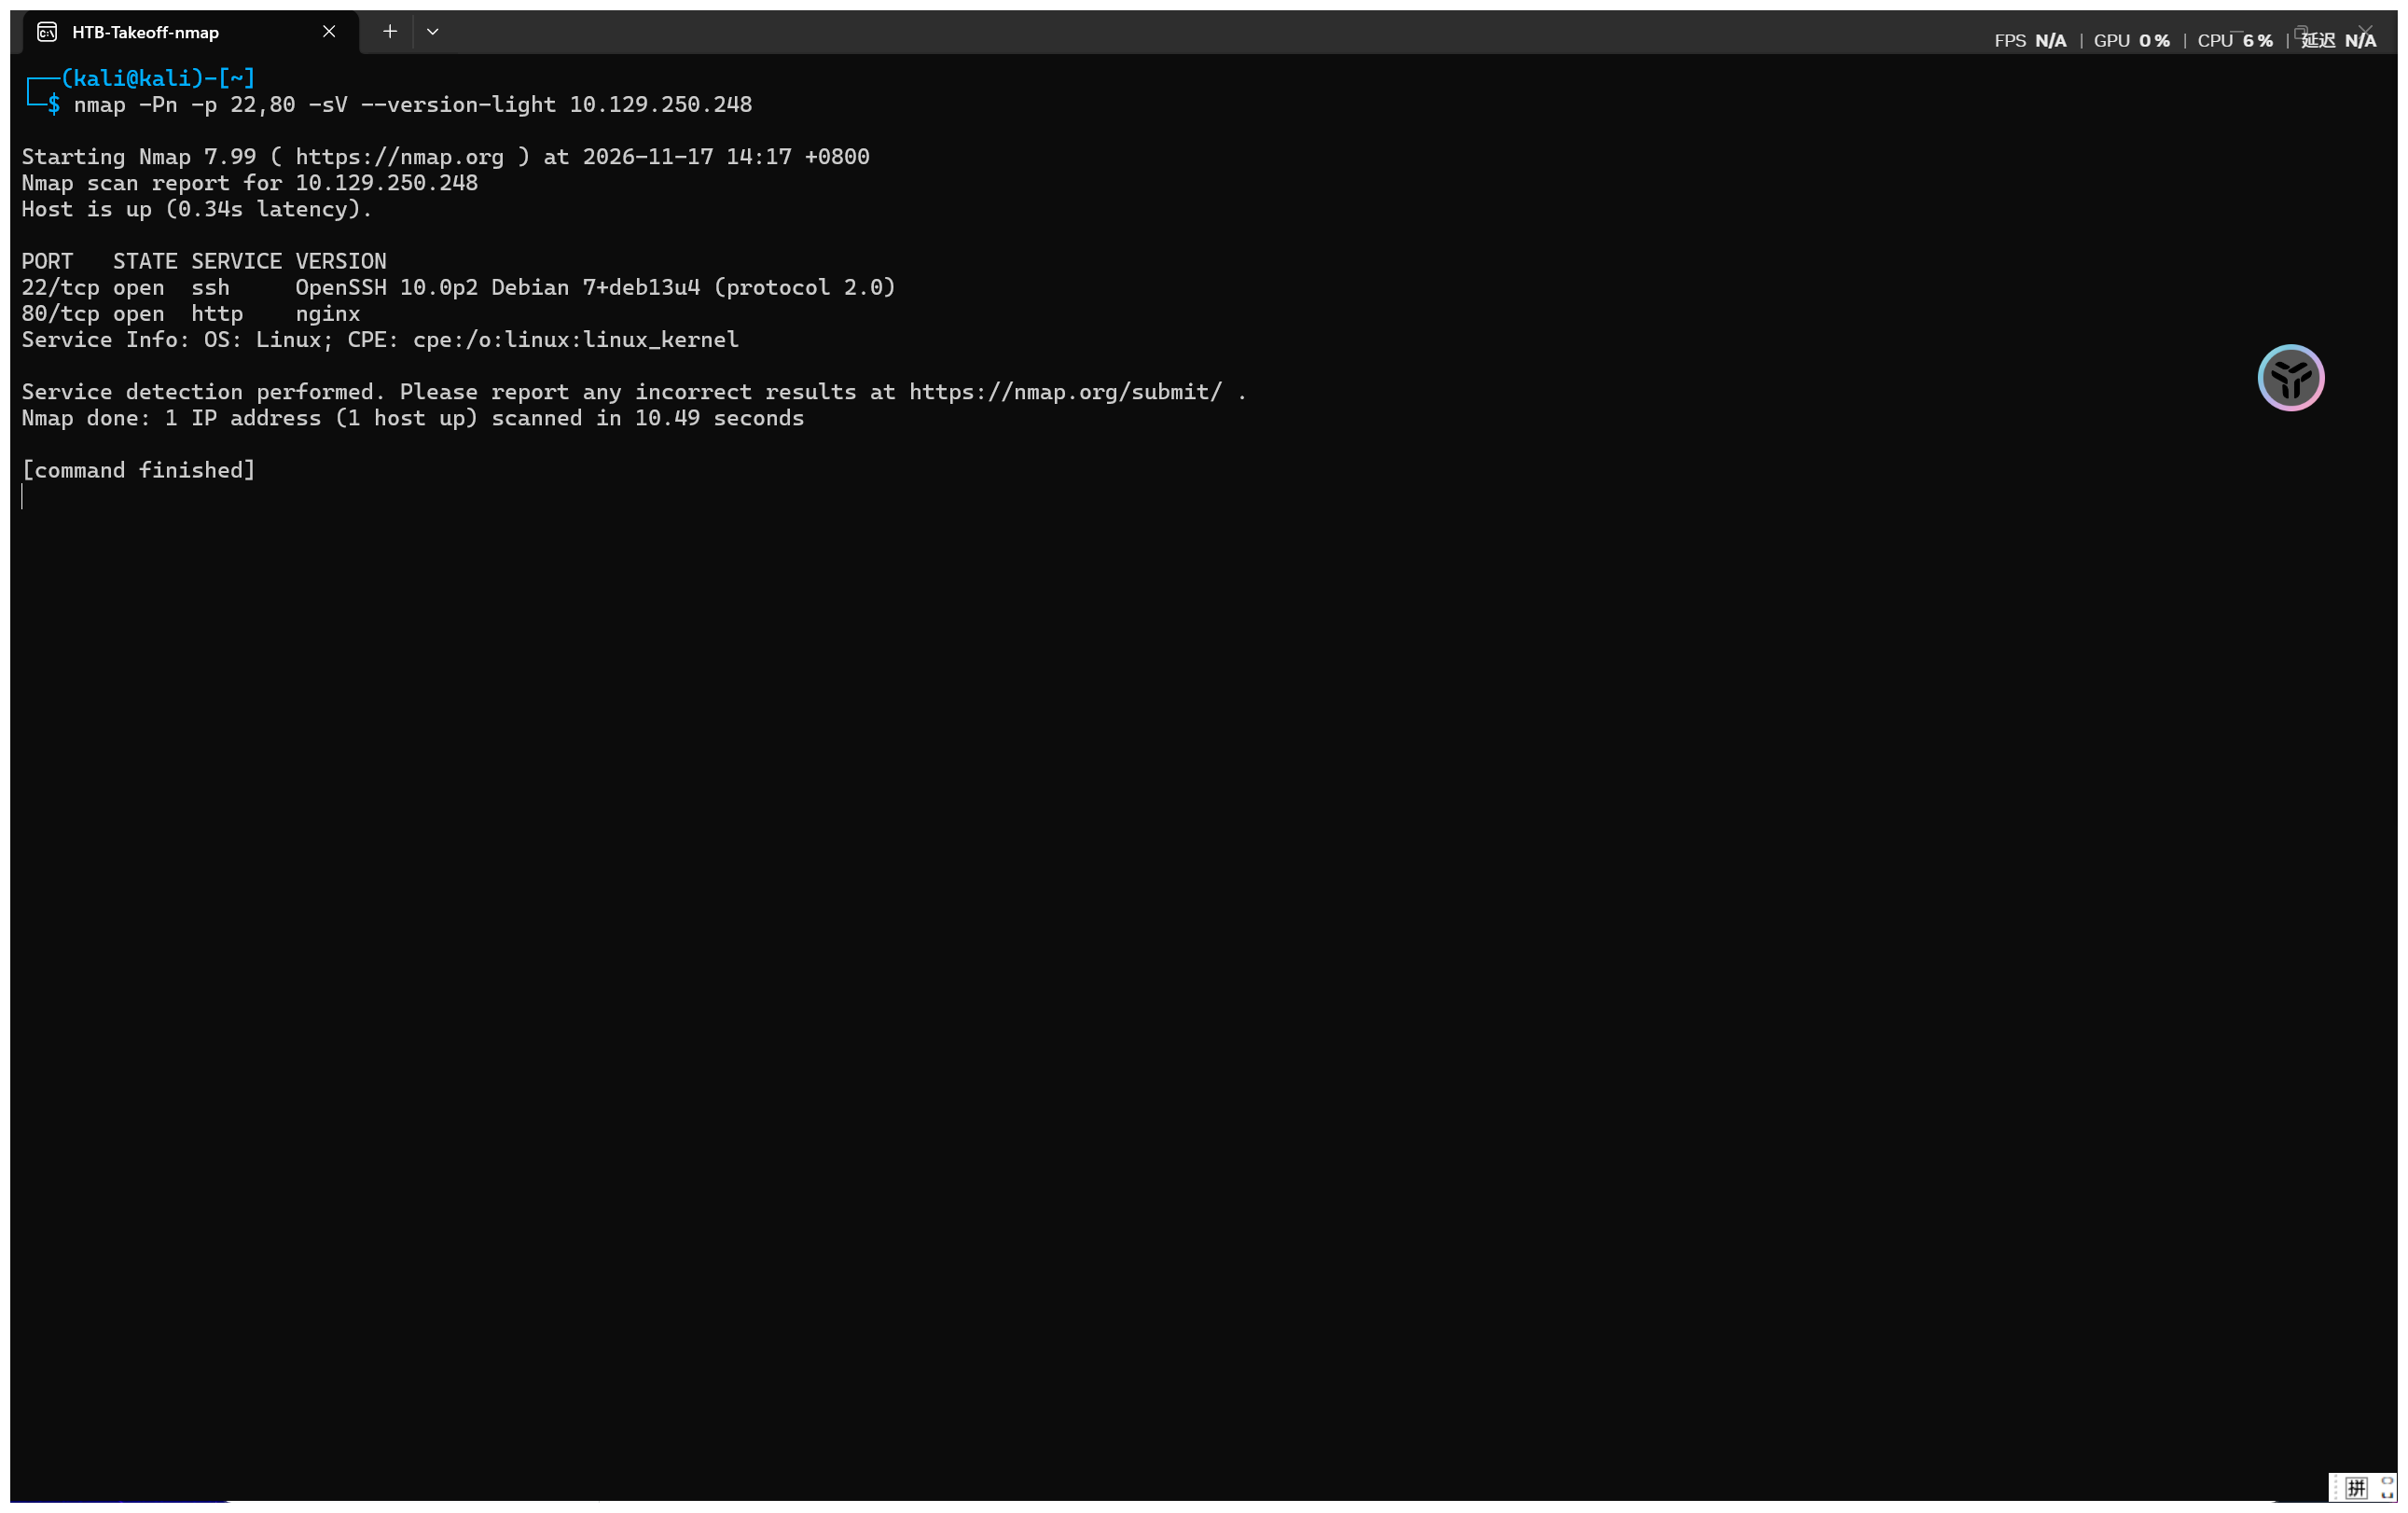 HTB-Takeoff-nmap
FPS N/A | GPU 0% | CPU 6% | 延迟 N/A
┌──(kali@kali)-[~]
└─$ nmap -Pn -p 22,80 -sV --version-light 10.129.250.248
Starting Nmap 7.99 ( https://nmap.org ) at 2026-11-17 14:17 +0800
Nmap scan report for 10.129.250.248
Host is up (0.34s latency).
PORT   STATE SERVICE VERSION
22/tcp open  ssh     OpenSSH 10.0p2 Debian 7+deb13u4 (protocol 2.0)
80/tcp open  http    nginx
Service Info: OS: Linux; CPE: cpe:/o:linux:linux_kernel
Service detection performed. Please report any incorrect results at https://nmap.org/submit/ .
Nmap done: 1 IP address (1 host up) scanned in 10.49 seconds
[command finished]
拼